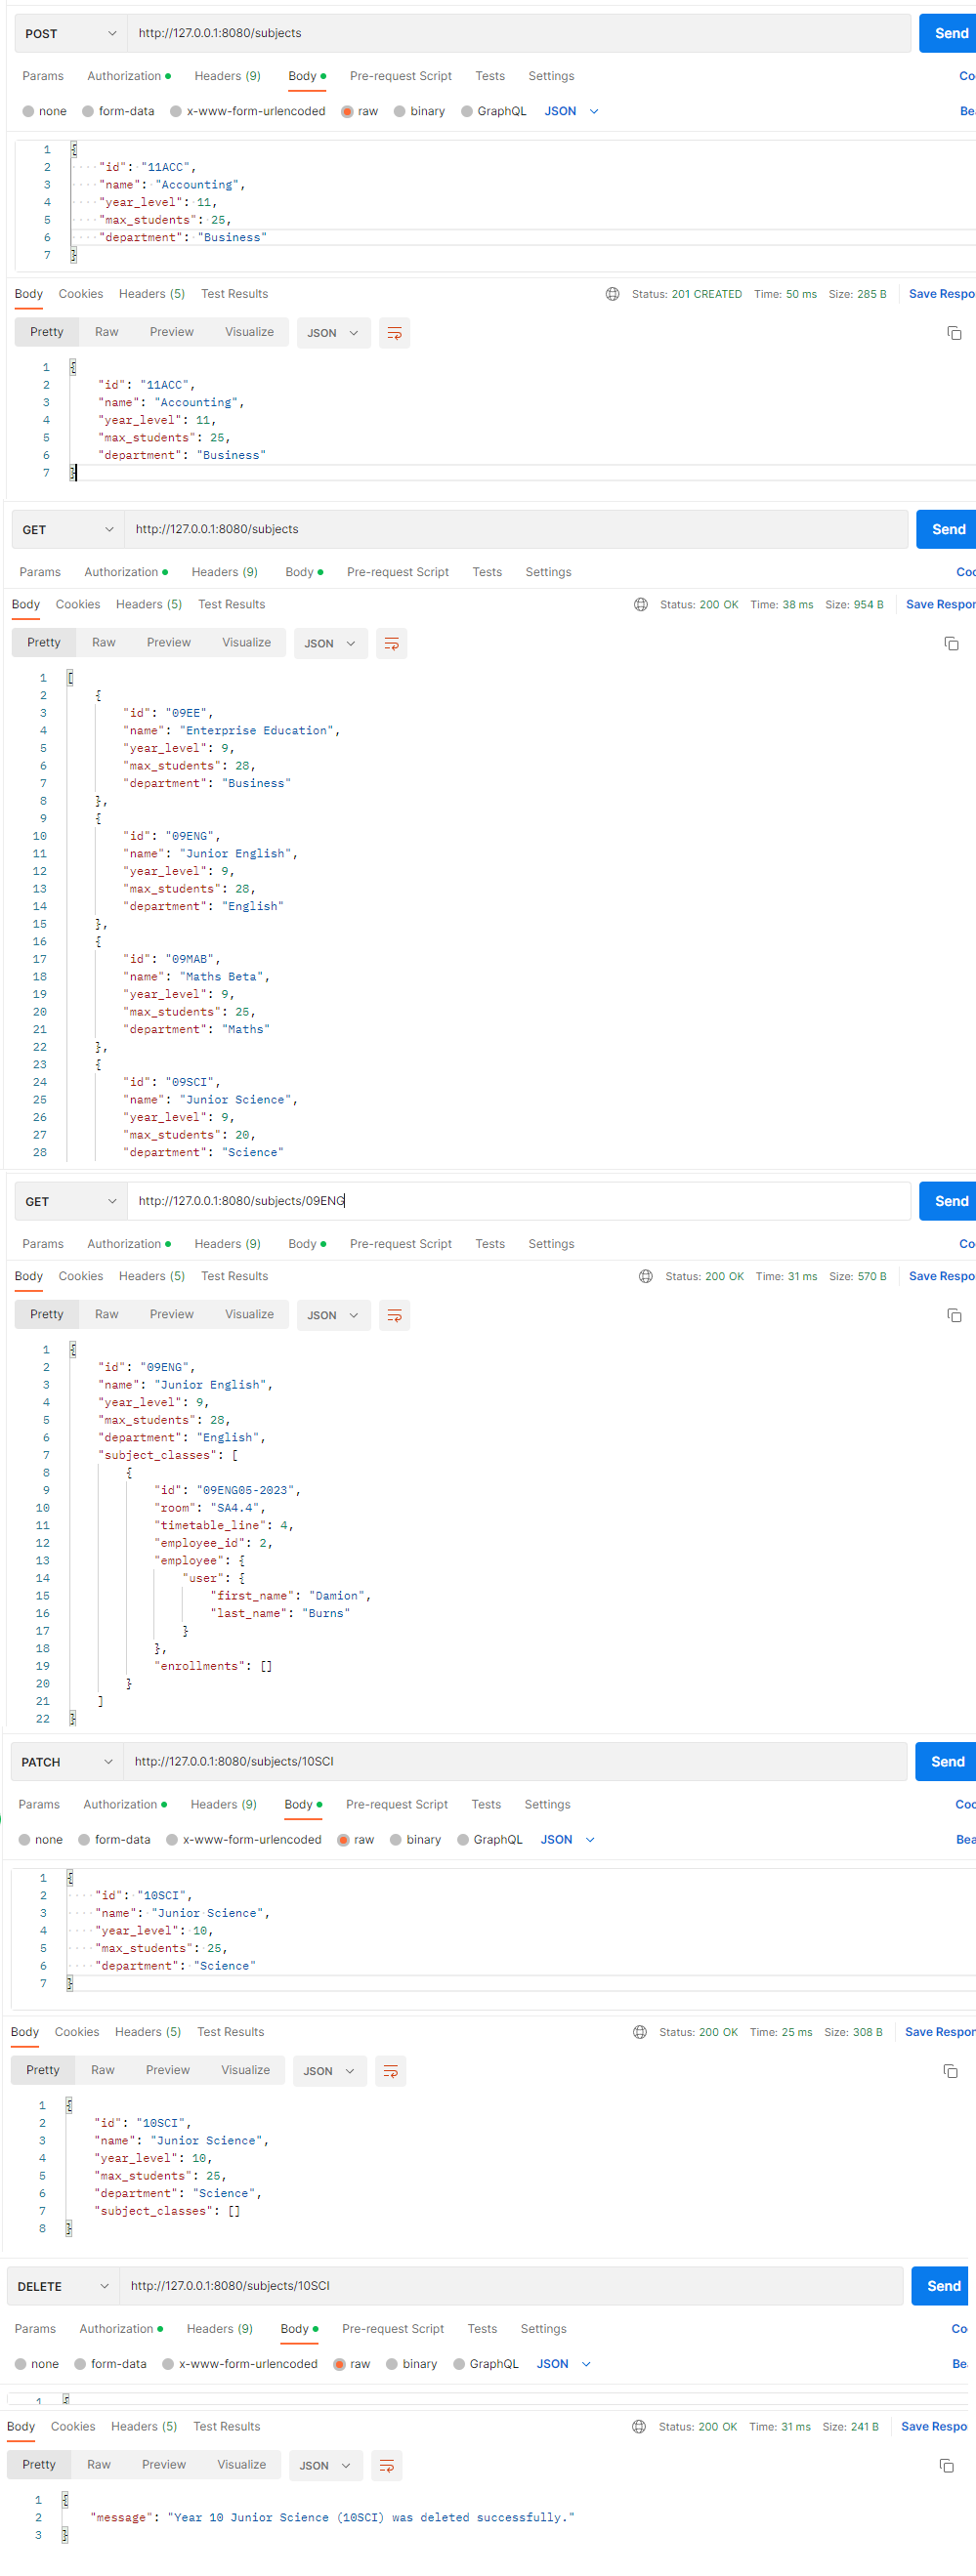 POST http://127.0.0.1:8080/subjects Send
Params Authorization Headers (9) Body Pre-request Script Tests Settings Co
none form-data x-www-form-urlencoded raw binary GraphQL JSON Bea
1 {
2 "id": "11ACC",
3 "name": "Accounting",
4 "year_level": 11,
5 "max_students": 25,
6 "department": "Business"
7 }
Body Cookies Headers (5) Test Results Status: 201 CREATED Time: 50 ms Size: 285 B Save Respo
Pretty Raw Preview Visualize JSON
1 {
2 "id": "11ACC",
3 "name": "Accounting",
4 "year_level": 11,
5 "max_students": 25,
6 "department": "Business"
7 }
GET http://127.0.0.1:8080/subjects Send
Params Authorization Headers (9) Body Pre-request Script Tests Settings Coo
Body Cookies Headers (5) Test Results Status: 200 OK Time: 38 ms Size: 954 B Save Respon
Pretty Raw Preview Visualize JSON
1 [
2 {
3 "id": "09EE",
4 "name": "Enterprise Education",
5 "year_level": 9,
6 "max_students": 28,
7 "department": "Business"
8 },
9 {
10 "id": "09ENG",
11 "name": "Junior English",
12 "year_level": 9,
13 "max_students": 28,
14 "department": "English"
15 },
16 {
17 "id": "09MAB",
18 "name": "Maths Beta",
19 "year_level": 9,
20 "max_students": 25,
21 "department": "Maths"
22 },
23 {
24 "id": "09SCI",
25 "name": "Junior Science",
26 "year_level": 9,
27 "max_students": 20,
28 "department": "Science"
GET http://127.0.0.1:8080/subjects/09ENG Send
Params Authorization Headers (9) Body Pre-request Script Tests Settings Co
Body Cookies Headers (5) Test Results Status: 200 OK Time: 31 ms Size: 570 B Save Respo
Pretty Raw Preview Visualize JSON
1 {
2 "id": "09ENG",
3 "name": "Junior English",
4 "year_level": 9,
5 "max_students": 28,
6 "department": "English",
7 "subject_classes": [
8 {
9 "id": "09ENG05-2023",
10 "room": "SA4.4",
11 "timetable_line": 4,
12 "employee_id": 2,
13 "employee": {
14 "user": {
15 "first_name": "Damion",
16 "last_name": "Burns"
17 }
18 },
19 "enrollments": []
20 }
21 ]
22 }
PATCH http://127.0.0.1:8080/subjects/10SCI Send
Params Authorization Headers (9) Body Pre-request Script Tests Settings Coo
none form-data x-www-form-urlencoded raw binary GraphQL JSON Bea
1 {
2 "id": "10SCI",
3 "name": "Junior Science",
4 "year_level": 10,
5 "max_students": 25,
6 "department": "Science"
7 }
Body Cookies Headers (5) Test Results Status: 200 OK Time: 25 ms Size: 308 B Save Respon
Pretty Raw Preview Visualize JSON
1 {
2 "id": "10SCI",
3 "name": "Junior Science",
4 "year_level": 10,
5 "max_students": 25,
6 "department": "Science",
7 "subject_classes": []
8 }
DELETE http://127.0.0.1:8080/subjects/10SCI Send
Params Authorization Headers (9) Body Pre-request Script Tests Settings Co
none form-data x-www-form-urlencoded raw binary GraphQL JSON Be
1 {
Body Cookies Headers (5) Test Results Status: 200 OK Time: 31 ms Size: 241 B Save Respo
Pretty Raw Preview Visualize JSON
1 {
2 "message": "Year 10 Junior Science (10SCI) was deleted successfully."
3 }